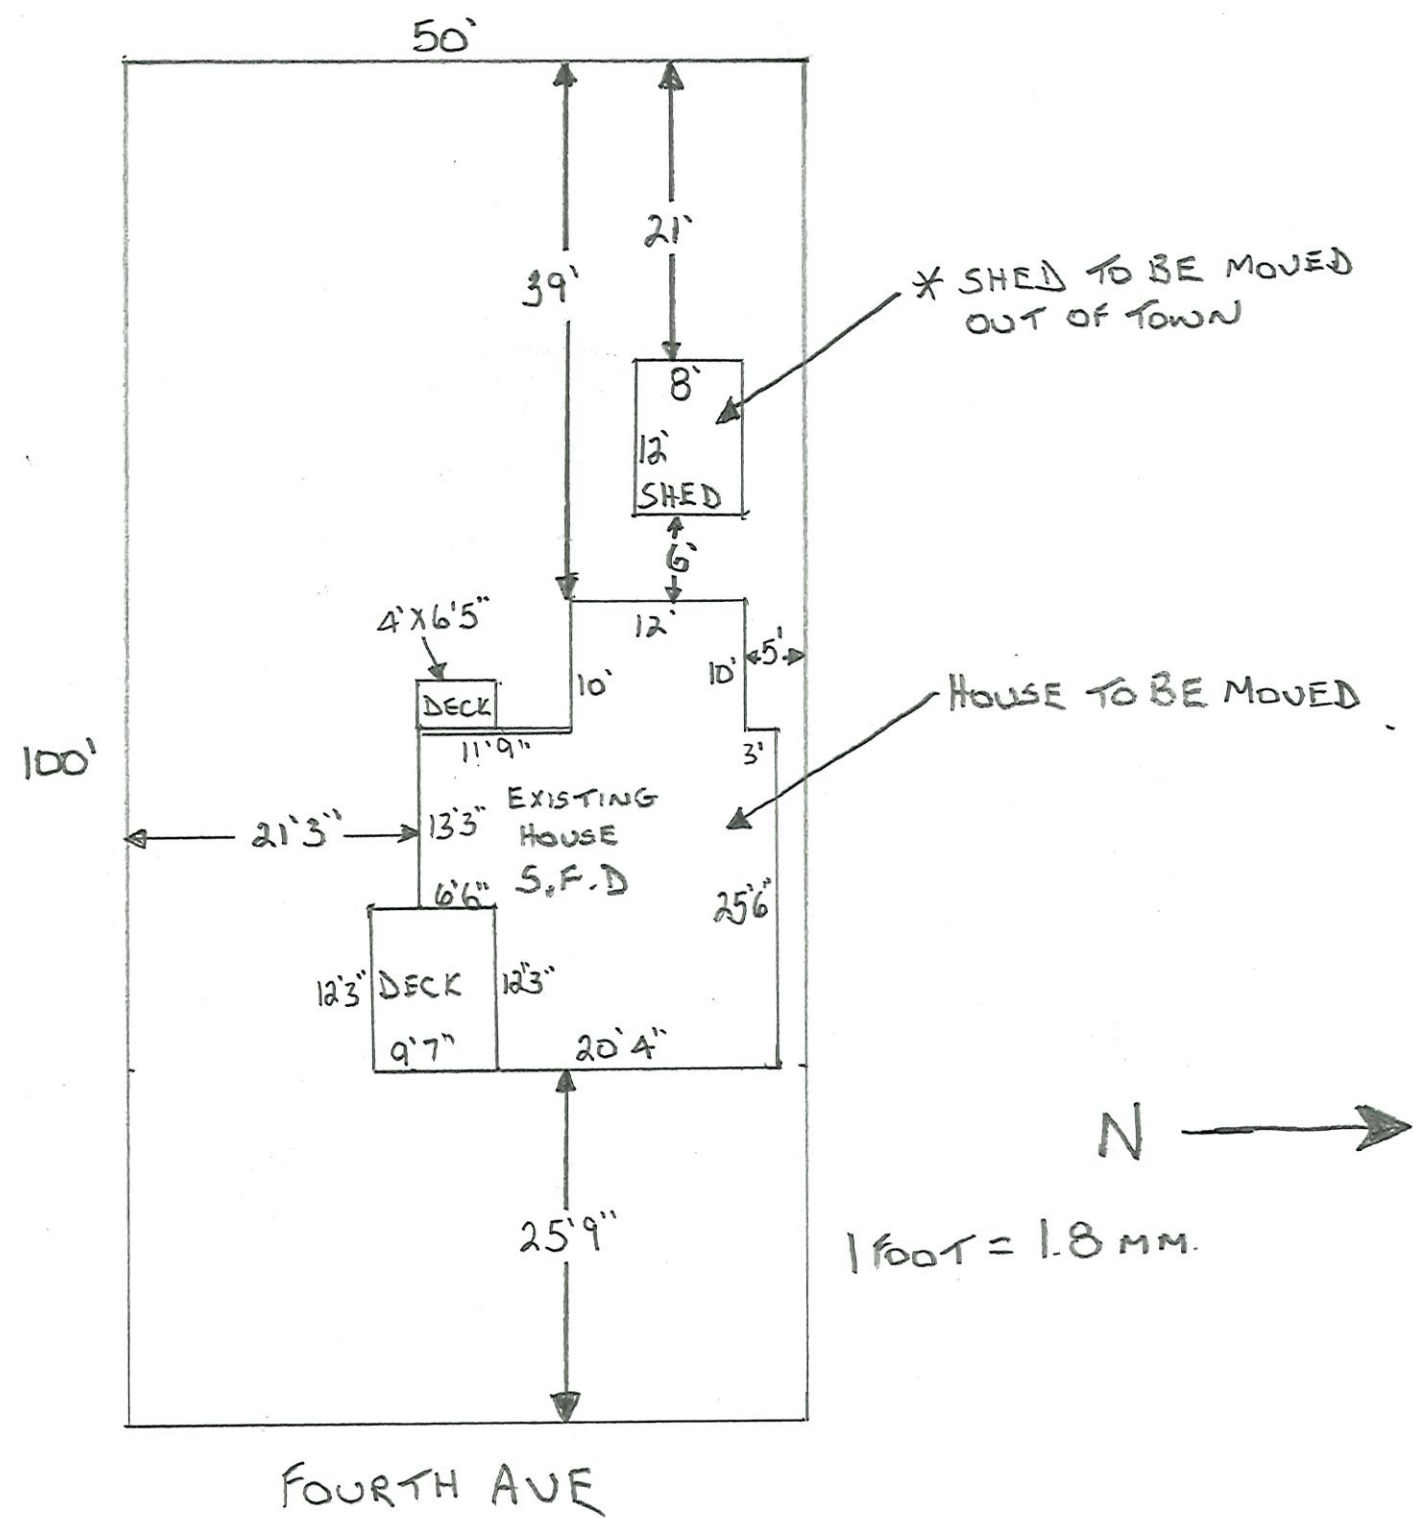 50'
21'
39'
* SHED TO BE MOVED
OUT OF TOWN
8'
12'
SHED
6'
4'X6'5"
12'
5'
10'
10'
DECK
HOUSE TO BE MOVED
11'9"
3'
100'
EXISTING
HOUSE
S.F.D
21'3"
13'3"
6'6"
25'6"
12'3"
DECK
12'3"
9'7"
20'4"
N
25'9"
1 FOOT = 1.8 MM.
FOURTH AVE